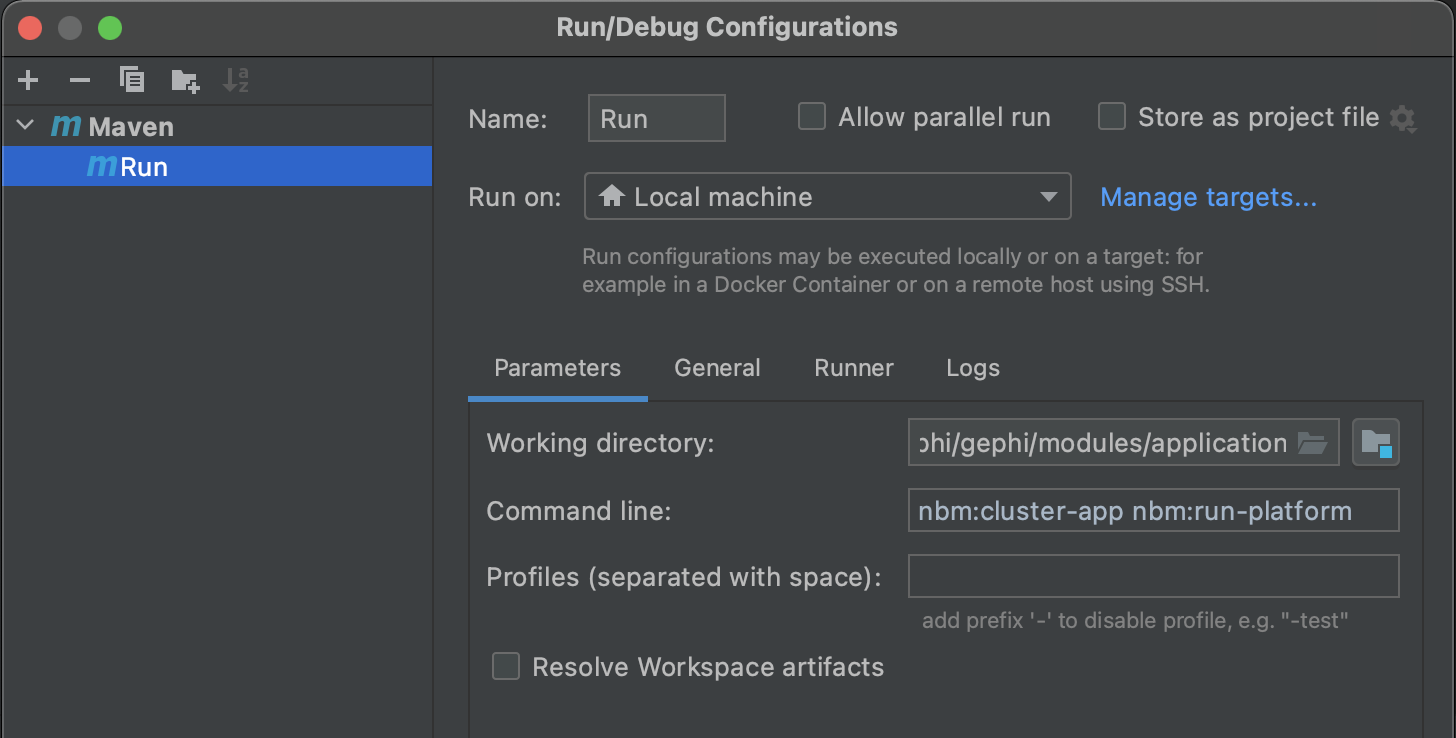 Run/Debug Configurations
Maven
Run
Name: Run Allow parallel run Store as project file
Run on: Local machine Manage targets...
Run configurations may be executed locally or on a target: for
example in a Docker Container or on a remote host using SSH.
Parameters General Runner Logs
Working directory: phi/gephi/modules/application
Command line: nbm:cluster-app nbm:run-platform
Profiles (separated with space):
add prefix '-' to disable profile, e.g. "-test"
Resolve Workspace artifacts